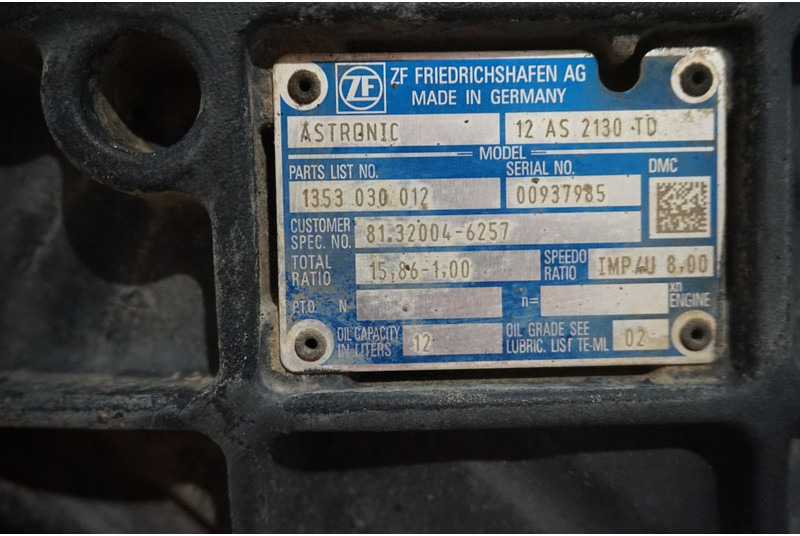 ZF FRIEDRICHSHAFEN AG
MADE IN GERMANY
ASTRONIC 12 AS 2130 TD
MODEL
PARTS LIST NO. SERIAL NO. DMC
1353 030 012 00937985
CUSTOMER SPEC. NO. 81.32004-6257
TOTAL RATIO 15,86-1,00 SPEEDO RATIO IMP/U 8,00
P.T.O. N n= xn ENGINE
OIL CAPACITY IN LITERS 12 OIL GRADE SEE LUBRIC. LIST TE-ML 02